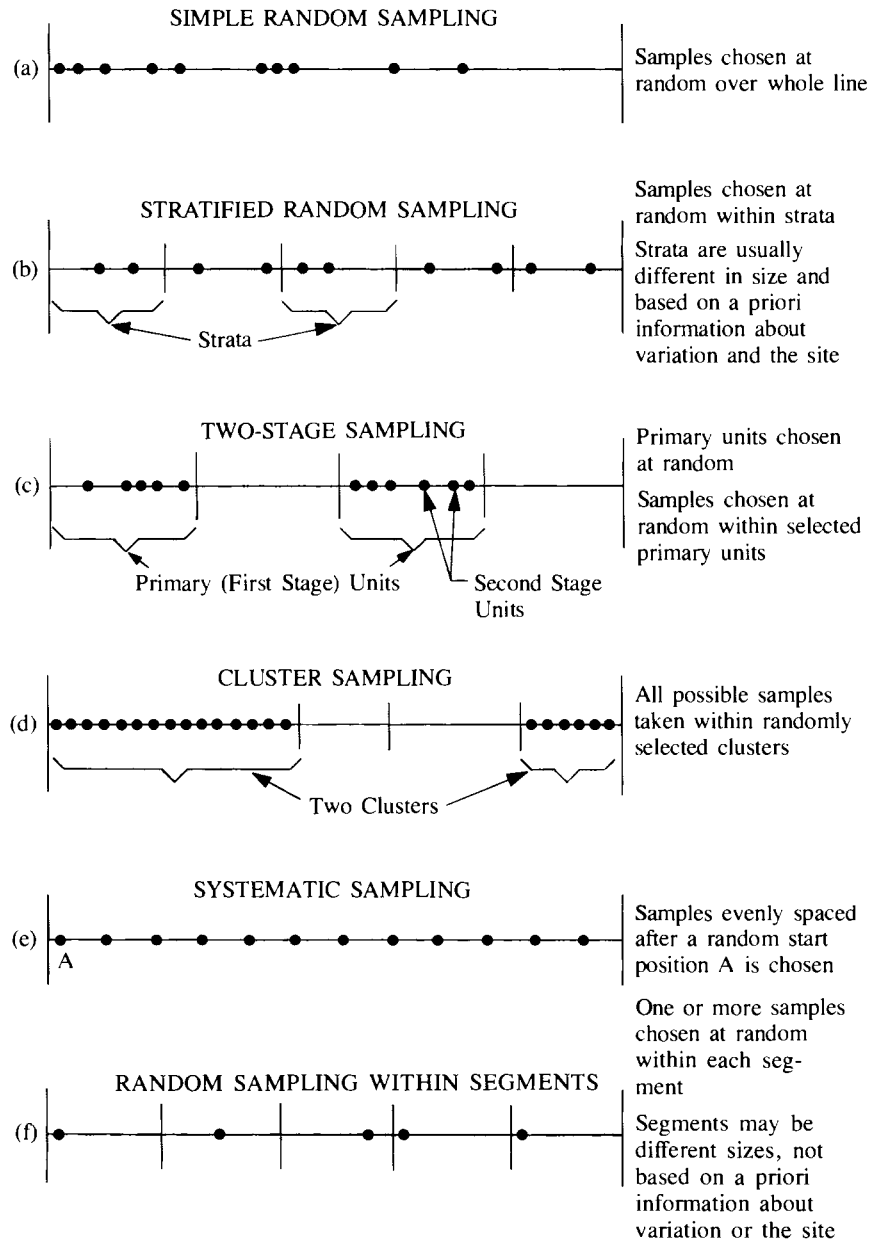 SIMPLE RANDOM SAMPLING
(a)
Samples chosen at
random over whole line
STRATIFIED RANDOM SAMPLING
(b)
Strata
Samples chosen at
random within strata
Strata are usually
different in size and
based on a priori
information about
variation and the site
TWO-STAGE SAMPLING
(c)
Primary (First Stage) Units
Second Stage
Units
Primary units chosen
at random
Samples chosen at
random within selected
primary units
CLUSTER SAMPLING
(d)
Two Clusters
All possible samples
taken within randomly
selected clusters
SYSTEMATIC SAMPLING
(e)
A
Samples evenly spaced
after a random start
position A is chosen
RANDOM SAMPLING WITHIN SEGMENTS
(f)
One or more samples
chosen at random
within each seg-
ment
Segments may be
different sizes, not
based on a priori
information about
variation or the site